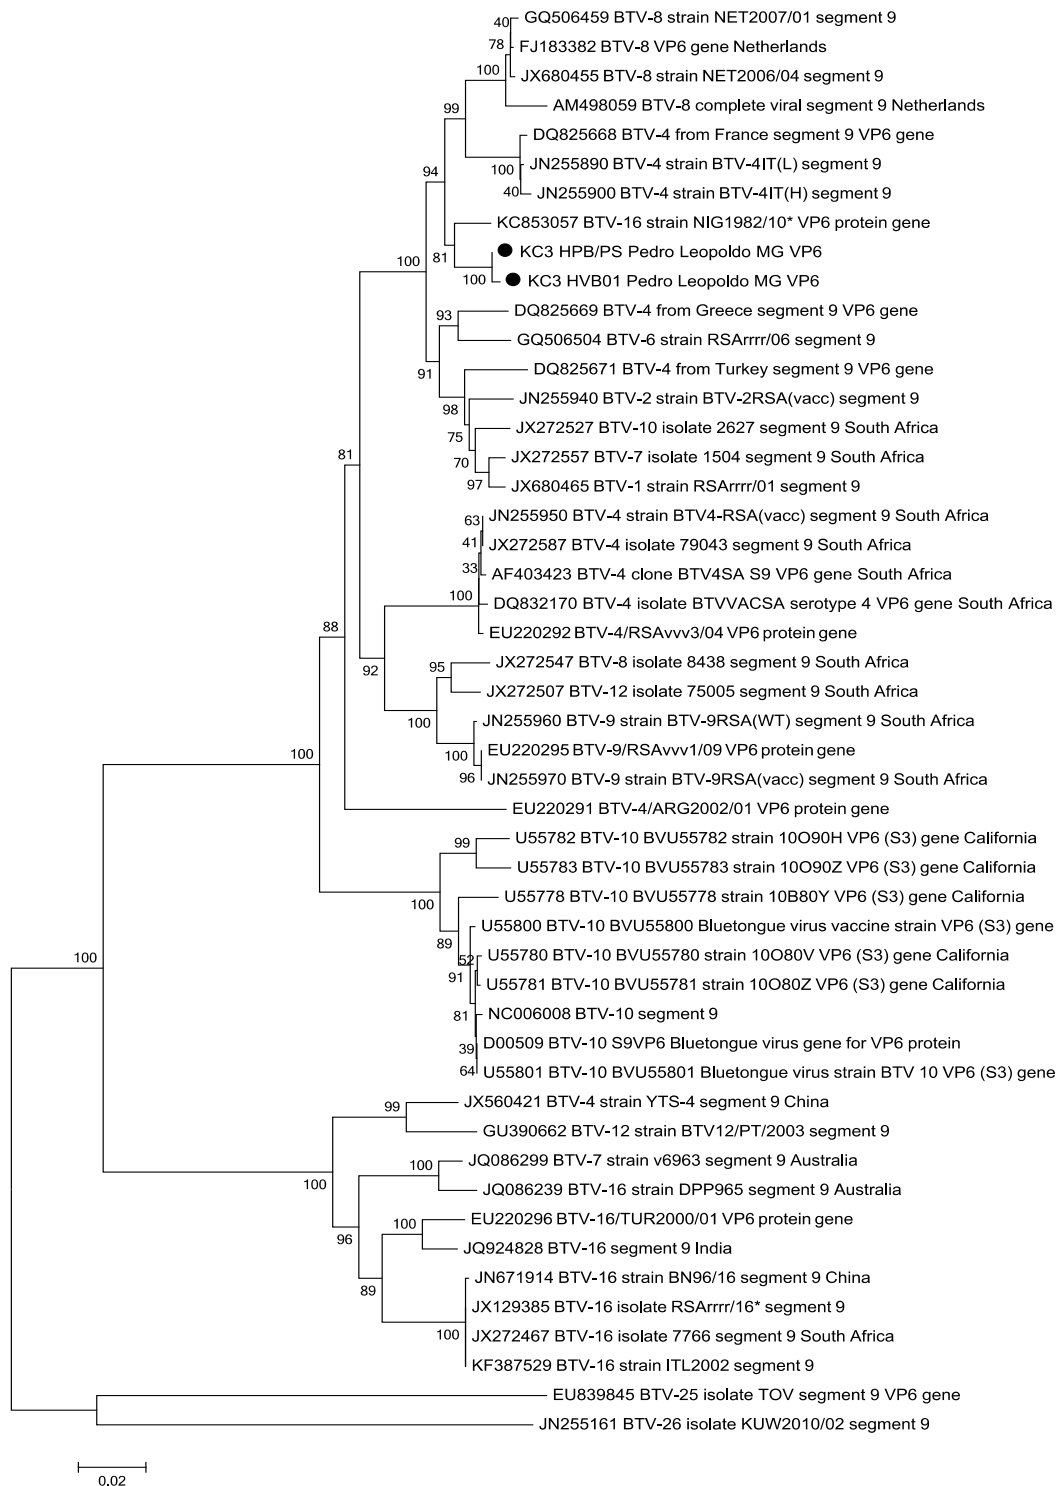 GQ506459 BTV-8 strain NET2007/01 segment 9
40
FJ183382 BTV-8 VP6 gene Netherlands
78
JX680455 BTV-8 strain NET2006/04 segment 9
100
AM498059 BTV-8 complete viral segment 9 Netherlands
99
DQ825668 BTV-4 from France segment 9 VP6 gene
JN255890 BTV-4 strain BTV-4IT(L) segment 9
100
94
JN255900 BTV-4 strain BTV-4IT(H) segment 9
40
KC853057 BTV-16 strain NIG1982/10* VP6 protein gene
KC3 HPB/PS Pedro Leopoldo MG VP6
81
100
KC3 HVB01 Pedro Leopoldo MG VP6
100
DQ825669 BTV-4 from Greece segment 9 VP6 gene
93
GQ506504 BTV-6 strain RSArrrr/06 segment 9
91
DQ825671 BTV-4 from Turkey segment 9 VP6 gene
JN255940 BTV-2 strain BTV-2RSA(vacc) segment 9
98
JX272527 BTV-10 isolate 2627 segment 9 South Africa
75
JX272557 BTV-7 isolate 1504 segment 9 South Africa
81
70
JX680465 BTV-1 strain RSArrrr/01 segment 9
97
JN255950 BTV-4 strain BTV4-RSA(vacc) segment 9 South Africa
63
JX272587 BTV-4 isolate 79043 segment 9 South Africa
41
AF403423 BTV-4 clone BTV4SA S9 VP6 gene South Africa
33
DQ832170 BTV-4 isolate BTVVACSA serotype 4 VP6 gene South Africa
100
EU220292 BTV-4/RSAvvv3/04 VP6 protein gene
88
JX272547 BTV-8 isolate 8438 segment 9 South Africa
95
92
JX272507 BTV-12 isolate 75005 segment 9 South Africa
JN255960 BTV-9 strain BTV-9RSA(WT) segment 9 South Africa
100
EU220295 BTV-9/RSAvvv1/09 VP6 protein gene
100
100
JN255970 BTV-9 strain BTV-9RSA(vacc) segment 9 South Africa
96
EU220291 BTV-4/ARG2002/01 VP6 protein gene
U55782 BTV-10 BVU55782 strain 10O90H VP6 (S3) gene California
99
U55783 BTV-10 BVU55783 strain 10O90Z VP6 (S3) gene California
U55778 BTV-10 BVU55778 strain 10B80Y VP6 (S3) gene California
100
U55800 BTV-10 BVU55800 Bluetongue virus vaccine strain VP6 (S3) gene
89
U55780 BTV-10 BVU55780 strain 10O80V VP6 (S3) gene California
52
100
U55781 BTV-10 BVU55781 strain 10O80Z VP6 (S3) gene California
91
NC006008 BTV-10 segment 9
81
D00509 BTV-10 S9VP6 Bluetongue virus gene for VP6 protein
39
U55801 BTV-10 BVU55801 Bluetongue virus strain BTV 10 VP6 (S3) gene
64
JX560421 BTV-4 strain YTS-4 segment 9 China
99
GU390662 BTV-12 strain BTV12/PT/2003 segment 9
JQ086299 BTV-7 strain v6963 segment 9 Australia
100
100
JQ086239 BTV-16 strain DPP965 segment 9 Australia
EU220296 BTV-16/TUR2000/01 VP6 protein gene
100
96
JQ924828 BTV-16 segment 9 India
JN671914 BTV-16 strain BN96/16 segment 9 China
89
JX129385 BTV-16 isolate RSArrrr/16* segment 9
JX272467 BTV-16 isolate 7766 segment 9 South Africa
100
KF387529 BTV-16 strain ITL2002 segment 9
EU839845 BTV-25 isolate TOV segment 9 VP6 gene
JN255161 BTV-26 isolate KUW2010/02 segment 9
0.02